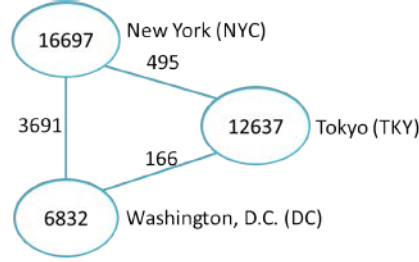 16697 New York (NYC)
495
3691
12637 Tokyo (TKY)
166
6832 Washington, D.C. (DC)